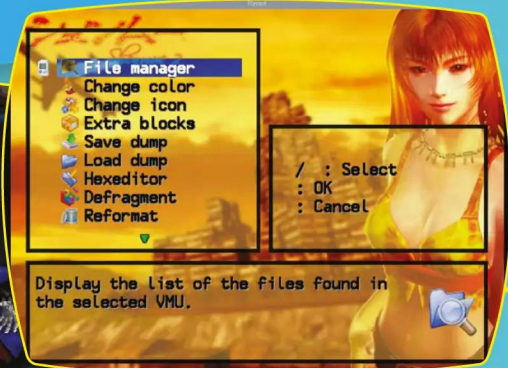 File manager
Change color
Change icon
Extra blocks
Save dump
Load dump
Hexeditor
Defragment
Reformat
/ : Select
: OK
: Cancel
Display the list of the files found in
the selected VMU.